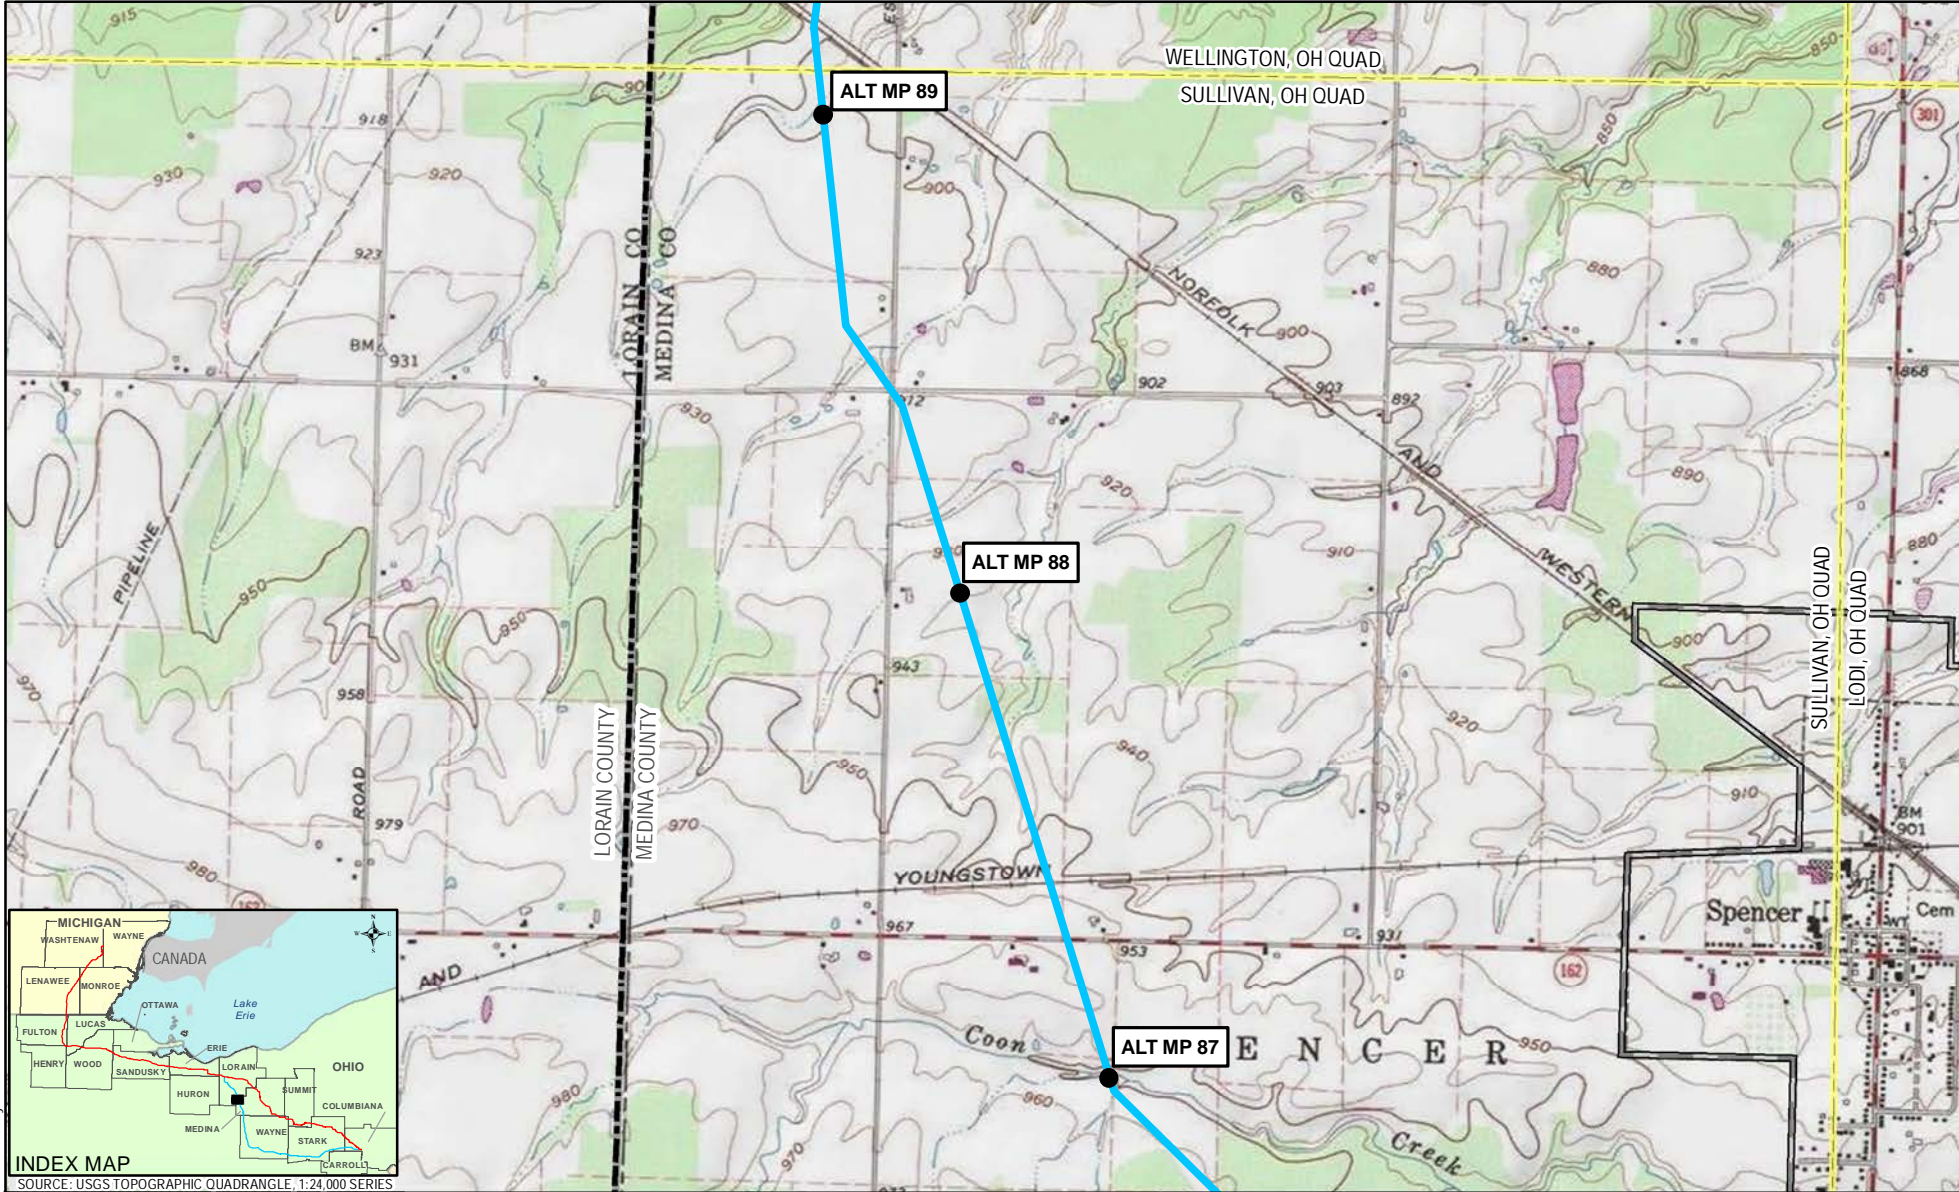 915
ES
WELLINGTON, OH QUAD
SULLIVAN, OH QUAD
850
ALT MP 89
90
918
850
301
930
920
900
LORAIN CO
MEDINA CO
923
880
NORFOLK
900
BM
931
868
902
903
892
912
930
AND
890
920
PIPELINE
950
910
880
WESTERN
ALT MP 88
950
SULLIVAN, OH QUAD
LODI, OH QUAD
900
943
970
958
LORAIN COUNTY
MEDINA COUNTY
920
940
950
910
ROAD
979
970
BM
901
980
YOUNGSTOWN
162
Spencer
Cem
WT
967
953
931
162
AND
Coon
ALT MP 87
ENCER
950
980
960
970
Creek
MICHIGAN
WASHTENAW
WAYNE
CANADA
LENAWEE
MONROE
OTTAWA
Lake
Erie
FULTON
LUCAS
ERIE
HENRY
WOOD
SANDUSKY
LORAIN
OHIO
HURON
SUMMIT
COLUMBIANA
MEDINA
WAYNE
STARK
CARROLL
N
W
E
S
INDEX MAP
SOURCE: USGS TOPOGRAPHIC QUADRANGLE, 1:24,000 SERIES